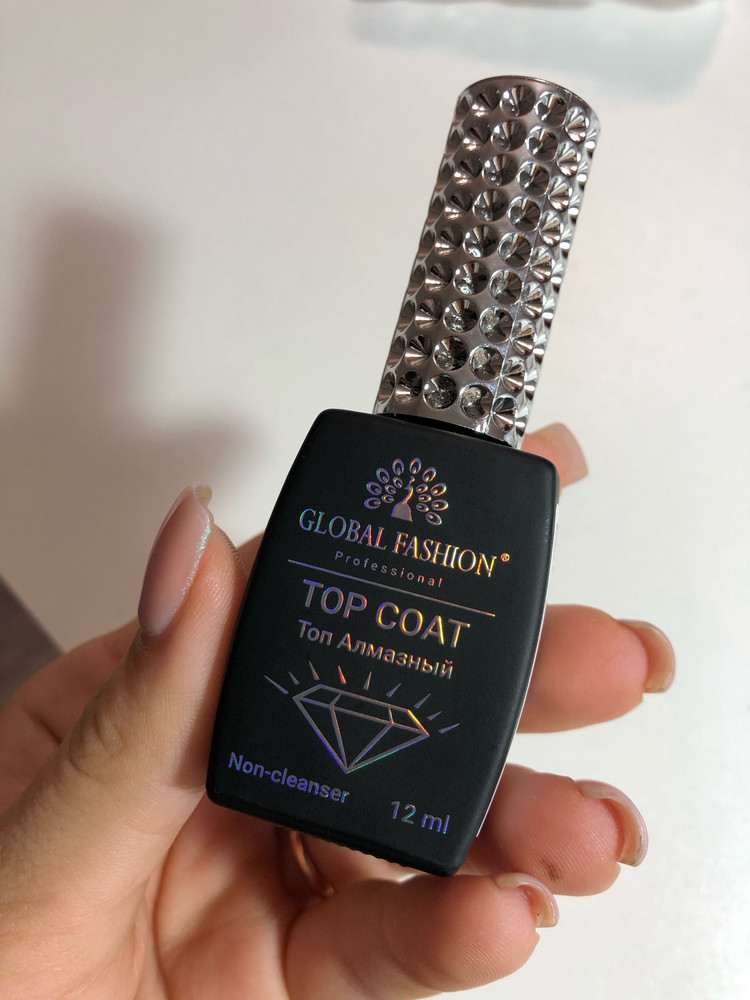 GLOBAL FASHION®
Professional
TOP COAT
Топ Алмазный
Non-cleanser
12 ml